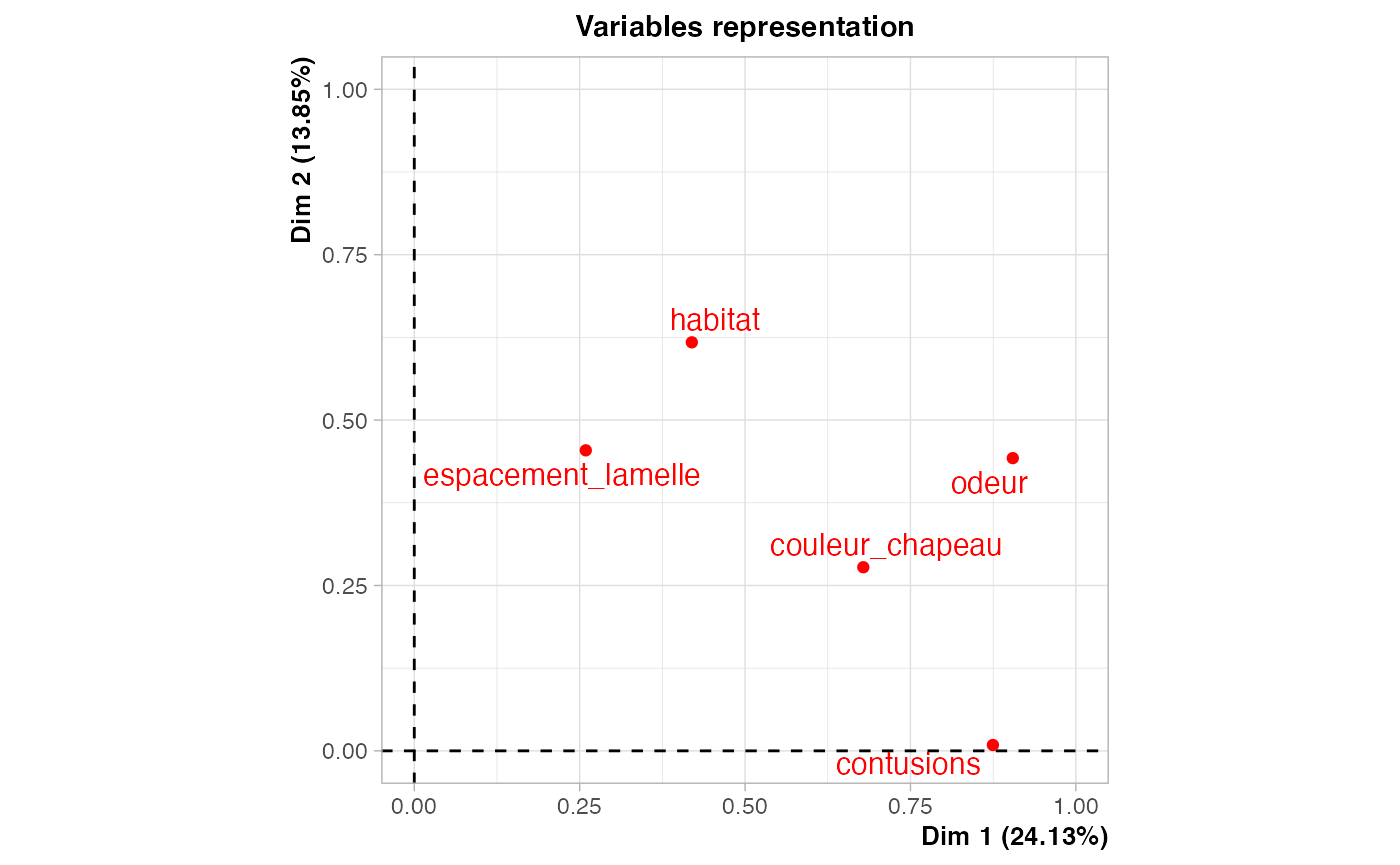 Variables representation
Dim 2 (13.85%)
1.00
0.75
0.50
0.25
0.00
habitat
espacement_lamelle
odeur
couleur_chapeau
contusions
0.00 0.25 0.50 0.75 1.00
Dim 1 (24.13%)